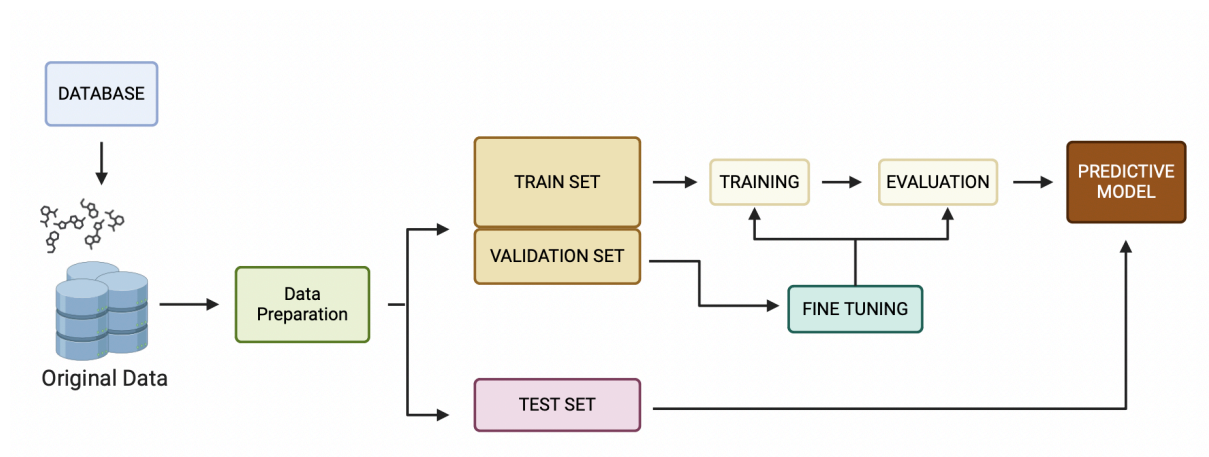 DATABASE
Original Data
Data
Preparation
TRAIN SET
VALIDATION SET
TEST SET
TRAINING
EVALUATION
FINE TUNING
PREDICTIVE
MODEL